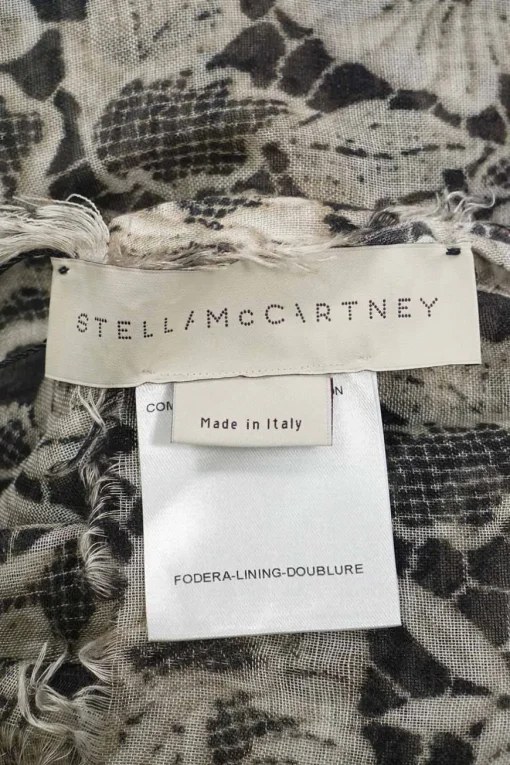 STELLA McCARTNEY
Made in Italy
FODERA-LINING-DOUBLURE